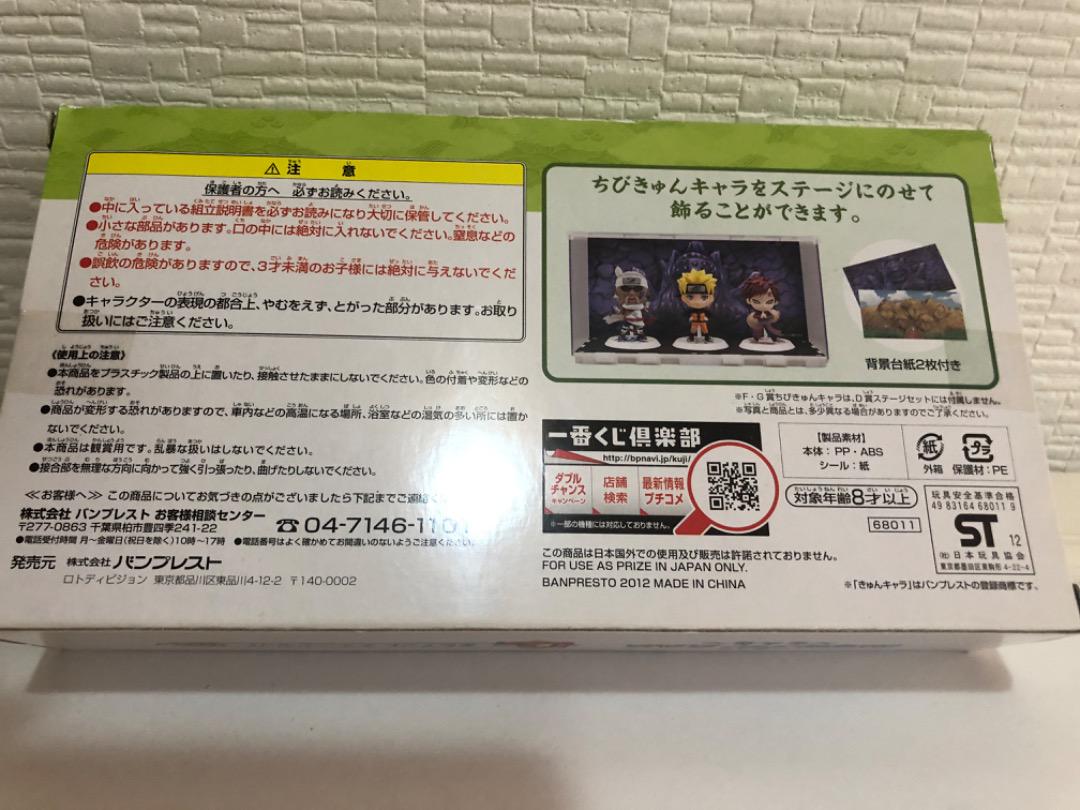 ⚠注意
保護者の方へ 必ずお読みください。
●中に入っている組立説明書を必ずお読みになり大切に保管してください。
●小さな部品があります。口の中には絶対に入れないでください。窒息などの
危険があります。
●誤飲の危険がありますので、3才未満のお子様には絶対に与えないでくだ
さい。
●キャラクターの表現の都合上、やむをえず、とがった部分があります。お取り
扱いにはご注意ください。
《使用上の注意》
●本商品をプラスチック製品の上に置いたり、接触させたままにしないでください。色の付着や変形などの
恐れがあります。
●商品が変形する恐れがありますので、車内などの高温になる場所、浴室などの湿気の多い所には置か
ないでください。
●本商品は観賞用です。乱暴な扱いはしないでください。
●接合部を無理な方向に向かって強く引っ張ったり、曲げたりしないでください。
≪お客様へ≫ この商品についてお気づきの点がございましたら下記までご連絡く
株式会社 バンプレスト お客様相談センター
〒277-0863 千葉県柏市豊四季241-22
☎04-7146-1101
●電話受付時間 月～金曜日(祝日を除く)10時～17時 ●電話番号はよく確かめてお間違いのないようご注意ください。
発売元 株式会社 バンプレスト
ロトディビジョン 東京都品川区東品川4-12-2 〒140-0002
ちびきゅんキャラをステージにのせて
飾ることができます。
背景台紙2枚付き
※F・G賞ちびきゅんキャラは、D賞ステージセットには付属しません。
※写真と商品とは、多少異なる場合がありますのでご了承ください。
一番くじ倶楽部
http://bpnavi.jp/kuji/
ダブル
チャンス
キャンペーン
店舗
検索
最新情報
プチコメ
※一部の機種には対応しておりません。
【製品素材】
本体：PP・ABS
シール：紙
紙
外箱
プラ
保護材：PE
対象年齢8才以上
68011
玩具安全基準合格
49 83164 68011 9
ST 12
(社)日本玩具協会
東京都墨田区東駒形 4-22-4
この商品は日本国外での使用及び販売は許諾されておりません。
FOR USE AS PRIZE IN JAPAN ONLY.
BANPRESTO 2012 MADE IN CHINA
※「きゅんキャラ」はバンプレストの登録商標です。